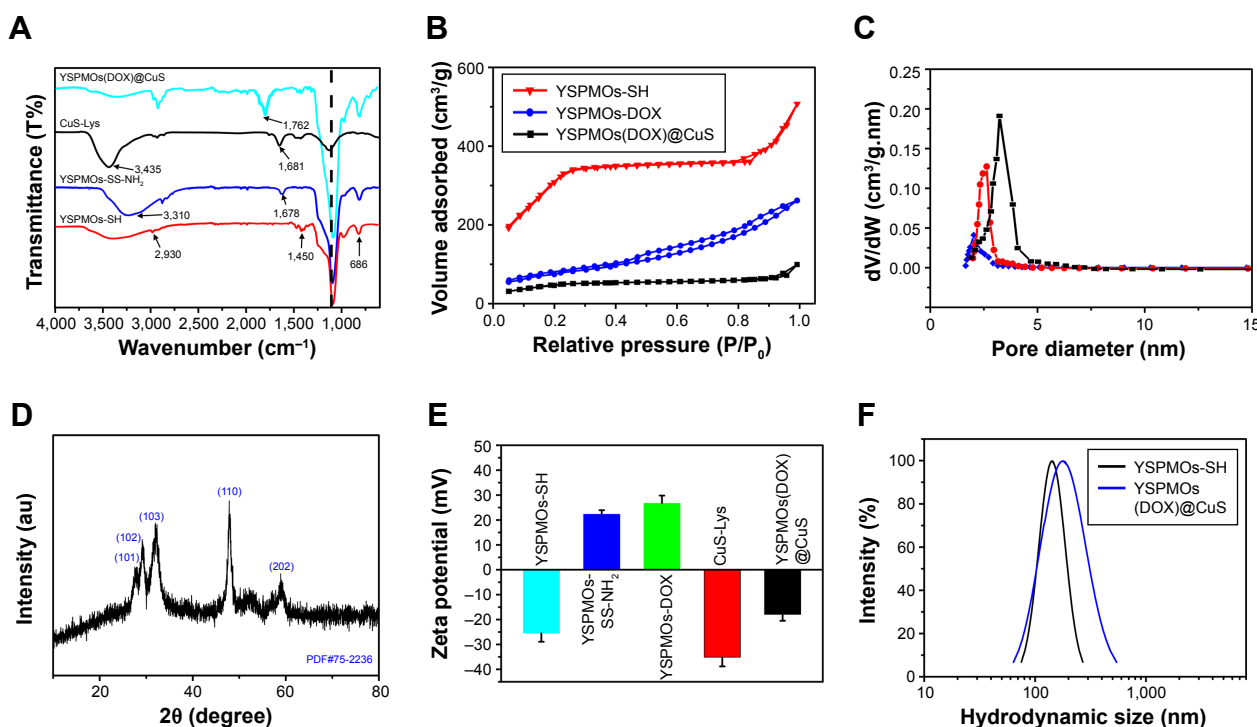 A
YSPMOs(DOX)@CuS
1,762
CuS-Lys
3,435
1,681
YSPMOs-SS-NH₂
3,310
1,678
YSPMOs-SH
2,930
1,450
686
Transmittance (T%)
4,000 3,500 3,000 2,500 2,000 1,500 1,000
Wavenumber (cm⁻¹)
B
YSPMOs-SH
YSPMOs-DOX
YSPMOs(DOX)@CuS
Volume adsorbed (cm³/g)
600
400
200
0
0.0 0.2 0.4 0.6 0.8 1.0
Relative pressure (P/P₀)
C
dV/dW (cm³/g.nm)
0.25
0.20
0.15
0.10
0.05
0.00
0 5 10 15
Pore diameter (nm)
D
Intensity (au)
(101)
(102)
(103)
(110)
(202)
PDF#75-2236
20 40 60 80
2θ (degree)
E
Zeta potential (mV)
50
40
30
20
10
0
–10
–20
–30
–40
YSPMOs-SH
YSPMOs-
SS-NH₂
YSPMOs-DOX
CuS-Lys
YSPMOs(DOX)
@CuS
F
YSPMOs-SH
YSPMOs
(DOX)@CuS
Intensity (%)
100
80
60
40
20
0
10 100 1,000
Hydrodynamic size (nm)